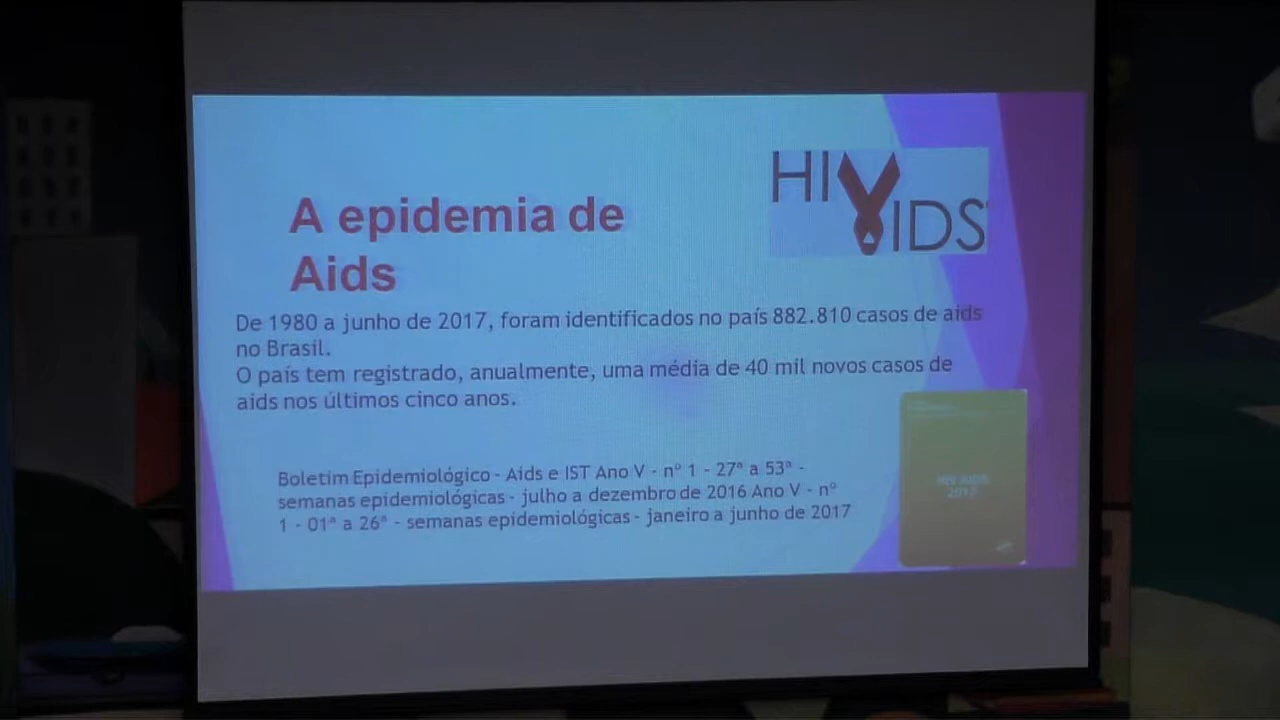 HIV
AIDS
A epidemia de
Aids
De 1980 a junho de 2017, foram identificados no país 882.810 casos de aids
no Brasil.
O país tem registrado, anualmente, uma média de 40 mil novos casos de
aids nos últimos cinco anos.
Boletim Epidemiológico - Aids e IST Ano V - nº 1 - 27ª a 53ª -
semanas epidemiológicas - julho a dezembro de 2016 Ano V - nº
1 - 01ª a 26ª - semanas epidemiológicas - janeiro a junho de 2017
HIV AIDS
2017